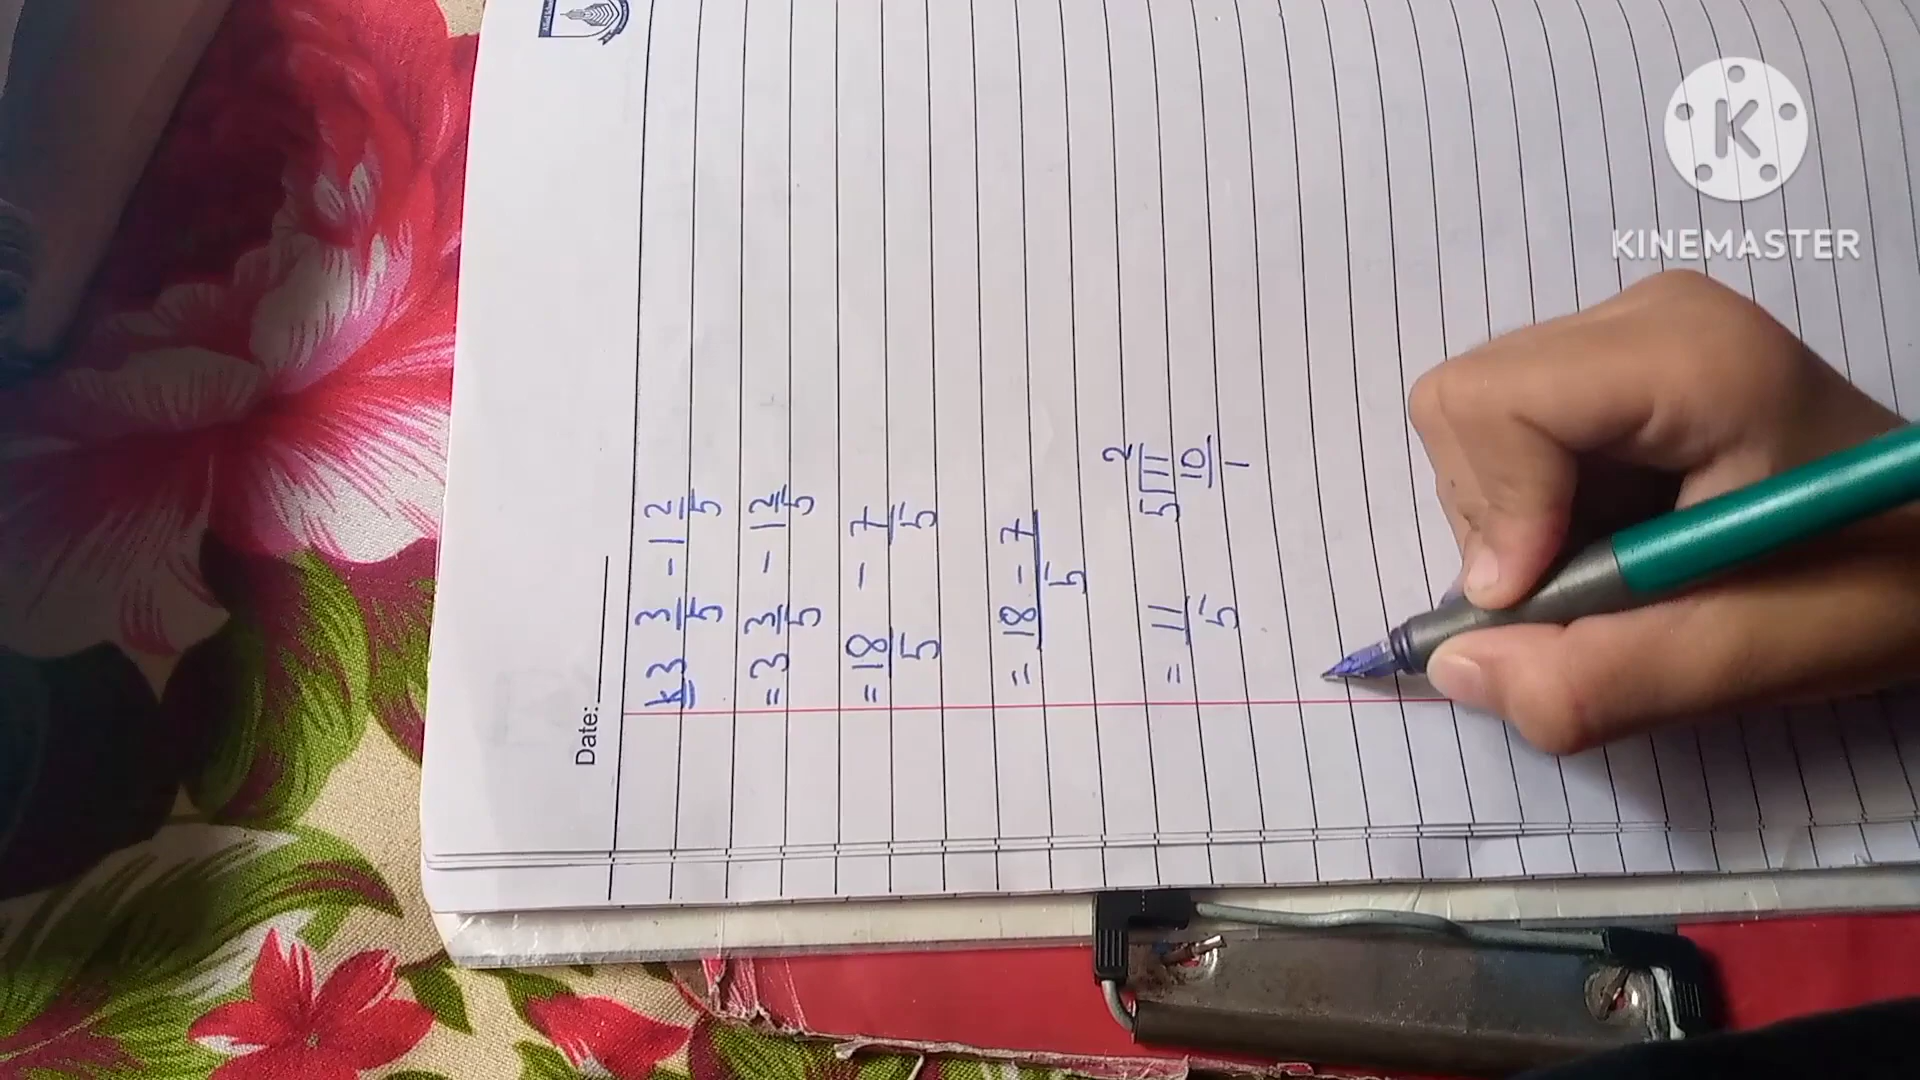 Date:
k 3 3/5 - 1 2/5
= 3 3/5 - 1 2/5
= 18/5 - 7/5
= 18 - 7/5
= 11/5
2
5 11
10
1
K
KINEMASTER